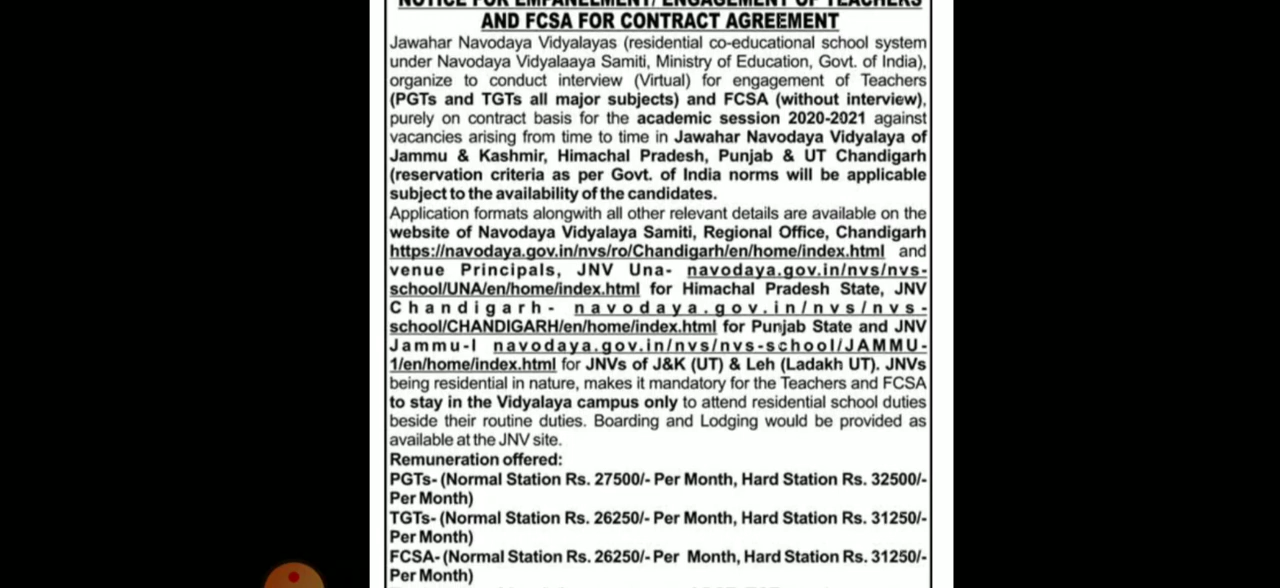 NOTICE FOR EMPANELMENT/ ENGAGEMENT OF TEACHERS
AND FCSA FOR CONTRACT AGREEMENT
Jawahar Navodaya Vidyalayas (residential co-educational school system
under Navodaya Vidyalaaya Samiti, Ministry of Education, Govt. of India),
organize to conduct interview (Virtual) for engagement of Teachers
(PGTs and TGTs all major subjects) and FCSA (without interview),
purely on contract basis for the academic session 2020-2021 against
vacancies arising from time to time in Jawahar Navodaya Vidyalaya of
Jammu & Kashmir, Himachal Pradesh, Punjab & UT Chandigarh
(reservation criteria as per Govt. of India norms will be applicable
subject to the availability of the candidates.
Application formats alongwith all other relevant details are available on the
website of Navodaya Vidyalaya Samiti, Regional Office, Chandigarh
https://navodaya.gov.in/nvs/ro/Chandigarh/en/home/index.html and
venue Principals, JNV Una- navodaya.gov.in/nvs/nvs-
school/UNA/en/home/index.html for Himachal Pradesh State, JNV
Chandigarh- navodaya.gov.in/nvs/nvs-
school/CHANDIGARH/en/home/index.html for Punjab State and JNV
Jammu-I navodaya.gov.in/nvs/nvs-school/JAMMU-
1/en/home/index.html for JNVs of J&K (UT) & Leh (Ladakh UT). JNVs
being residential in nature, makes it mandatory for the Teachers and FCSA
to stay in the Vidyalaya campus only to attend residential school duties
beside their routine duties. Boarding and Lodging would be provided as
available at the JNV site.
Remuneration offered:
PGTs- (Normal Station Rs. 27500/- Per Month, Hard Station Rs. 32500/-
Per Month)
TGTs- (Normal Station Rs. 26250/- Per Month, Hard Station Rs. 31250/-
Per Month)
FCSA- (Normal Station Rs. 26250/- Per Month, Hard Station Rs. 31250/-
Per Month)